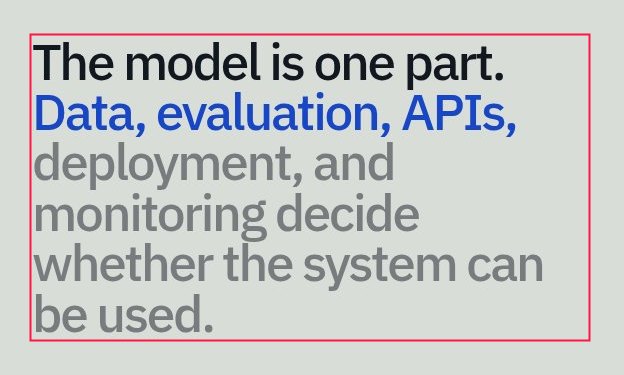 The model is one part.
Data, evaluation, APIs,
deployment, and
monitoring decide
whether the system can
be used.